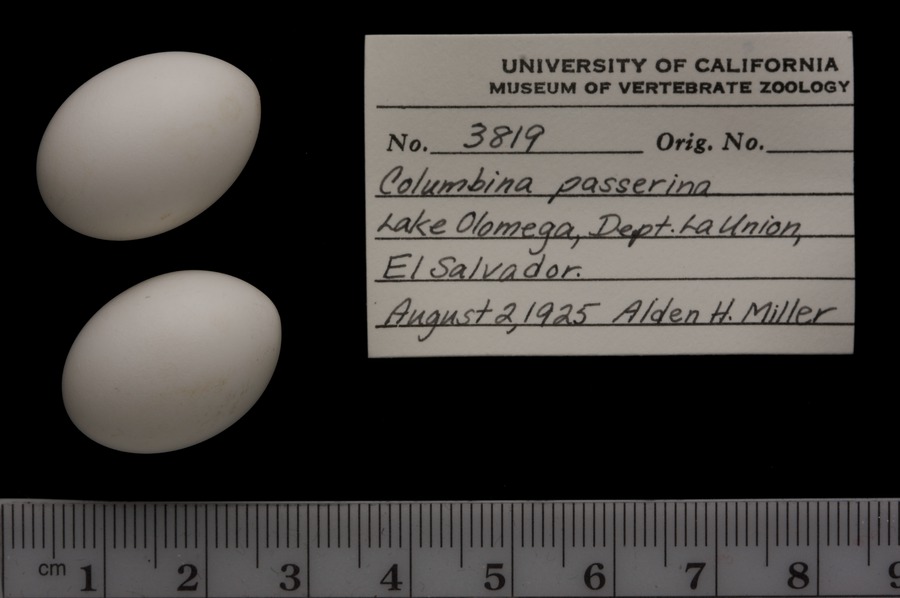 UNIVERSITY OF CALIFORNIA
MUSEUM OF VERTEBRATE ZOOLOGY
No. 3819 Orig. No.
Columbina passerina
Lake Olomega, Dept. La Union,
El Salvador.
August 2, 1925 Alden H. Miller
cm 1 2 3 4 5 6 7 8 9